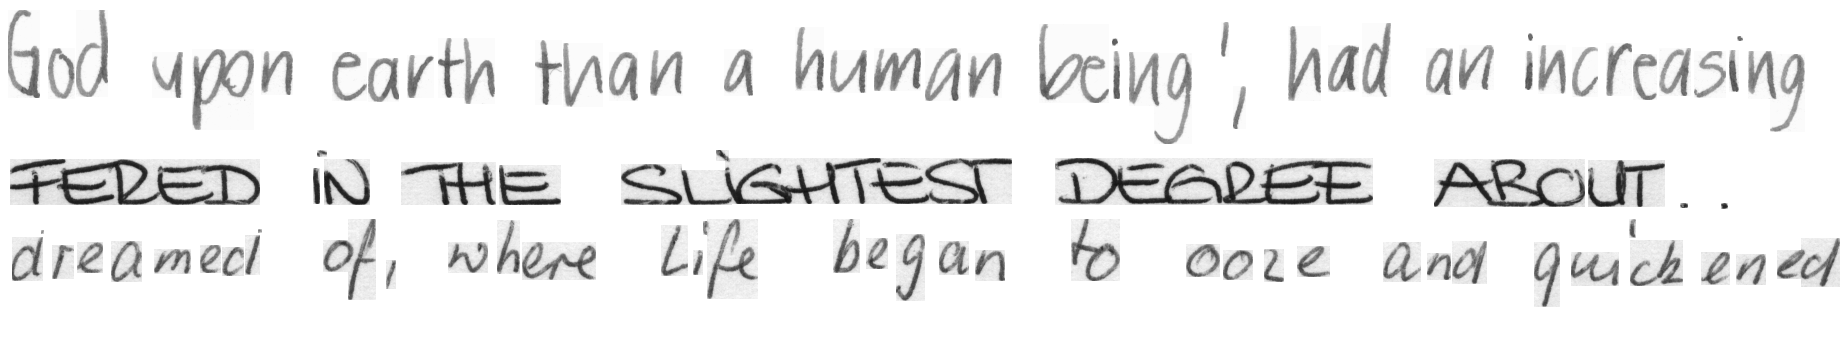 God upon earth than a human being', had an increasing
FERED IN THE SLIGHTEST DEGREE ABOUT..
dreamed of, where Life began to ooze and quickened